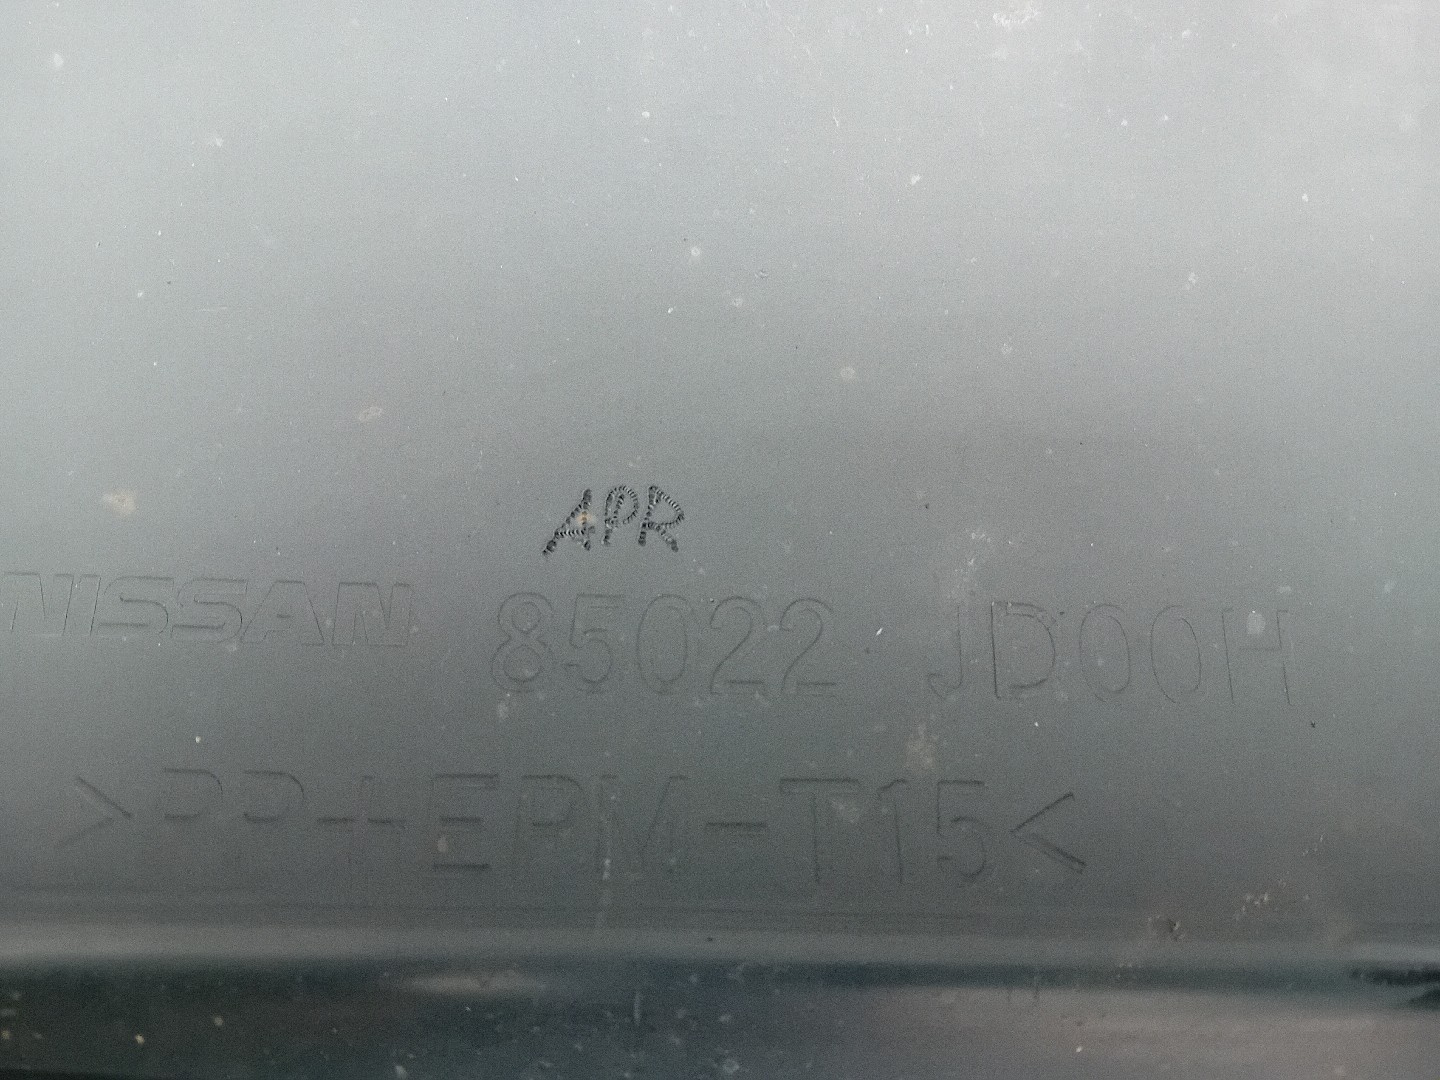 APR
NISSAN 85022 JD00H
>PP+EPM-T15<